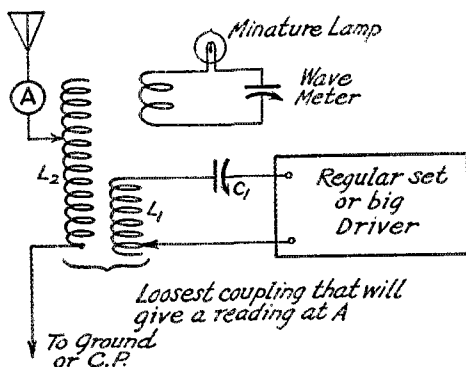 Minature Lamp
A
Wave
Meter
L2
L1
C1
Regular set
or big
Driver
Loosest coupling that will
give a reading at A
To Ground
or C.P.